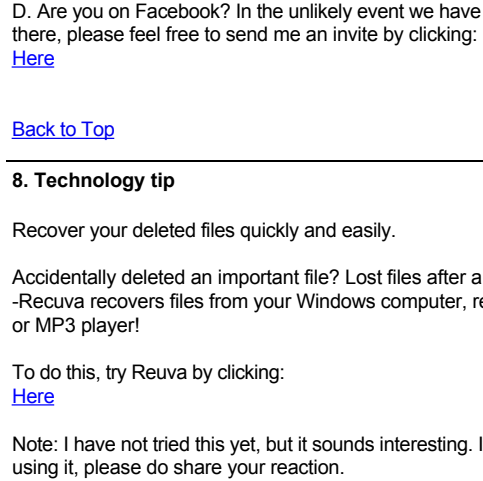 D. Are you on Facebook? In the unlikely event we have
there, please feel free to send me an invite by clicking:
Here
Back to Top
8. Technology tip
Recover your deleted files quickly and easily.
Accidentally deleted an important file? Lost files after a
-Recuva recovers files from your Windows computer, re
or MP3 player!
To do this, try Reuva by clicking:
Here
Note: I have not tried this yet, but it sounds interesting. I
using it, please do share your reaction.